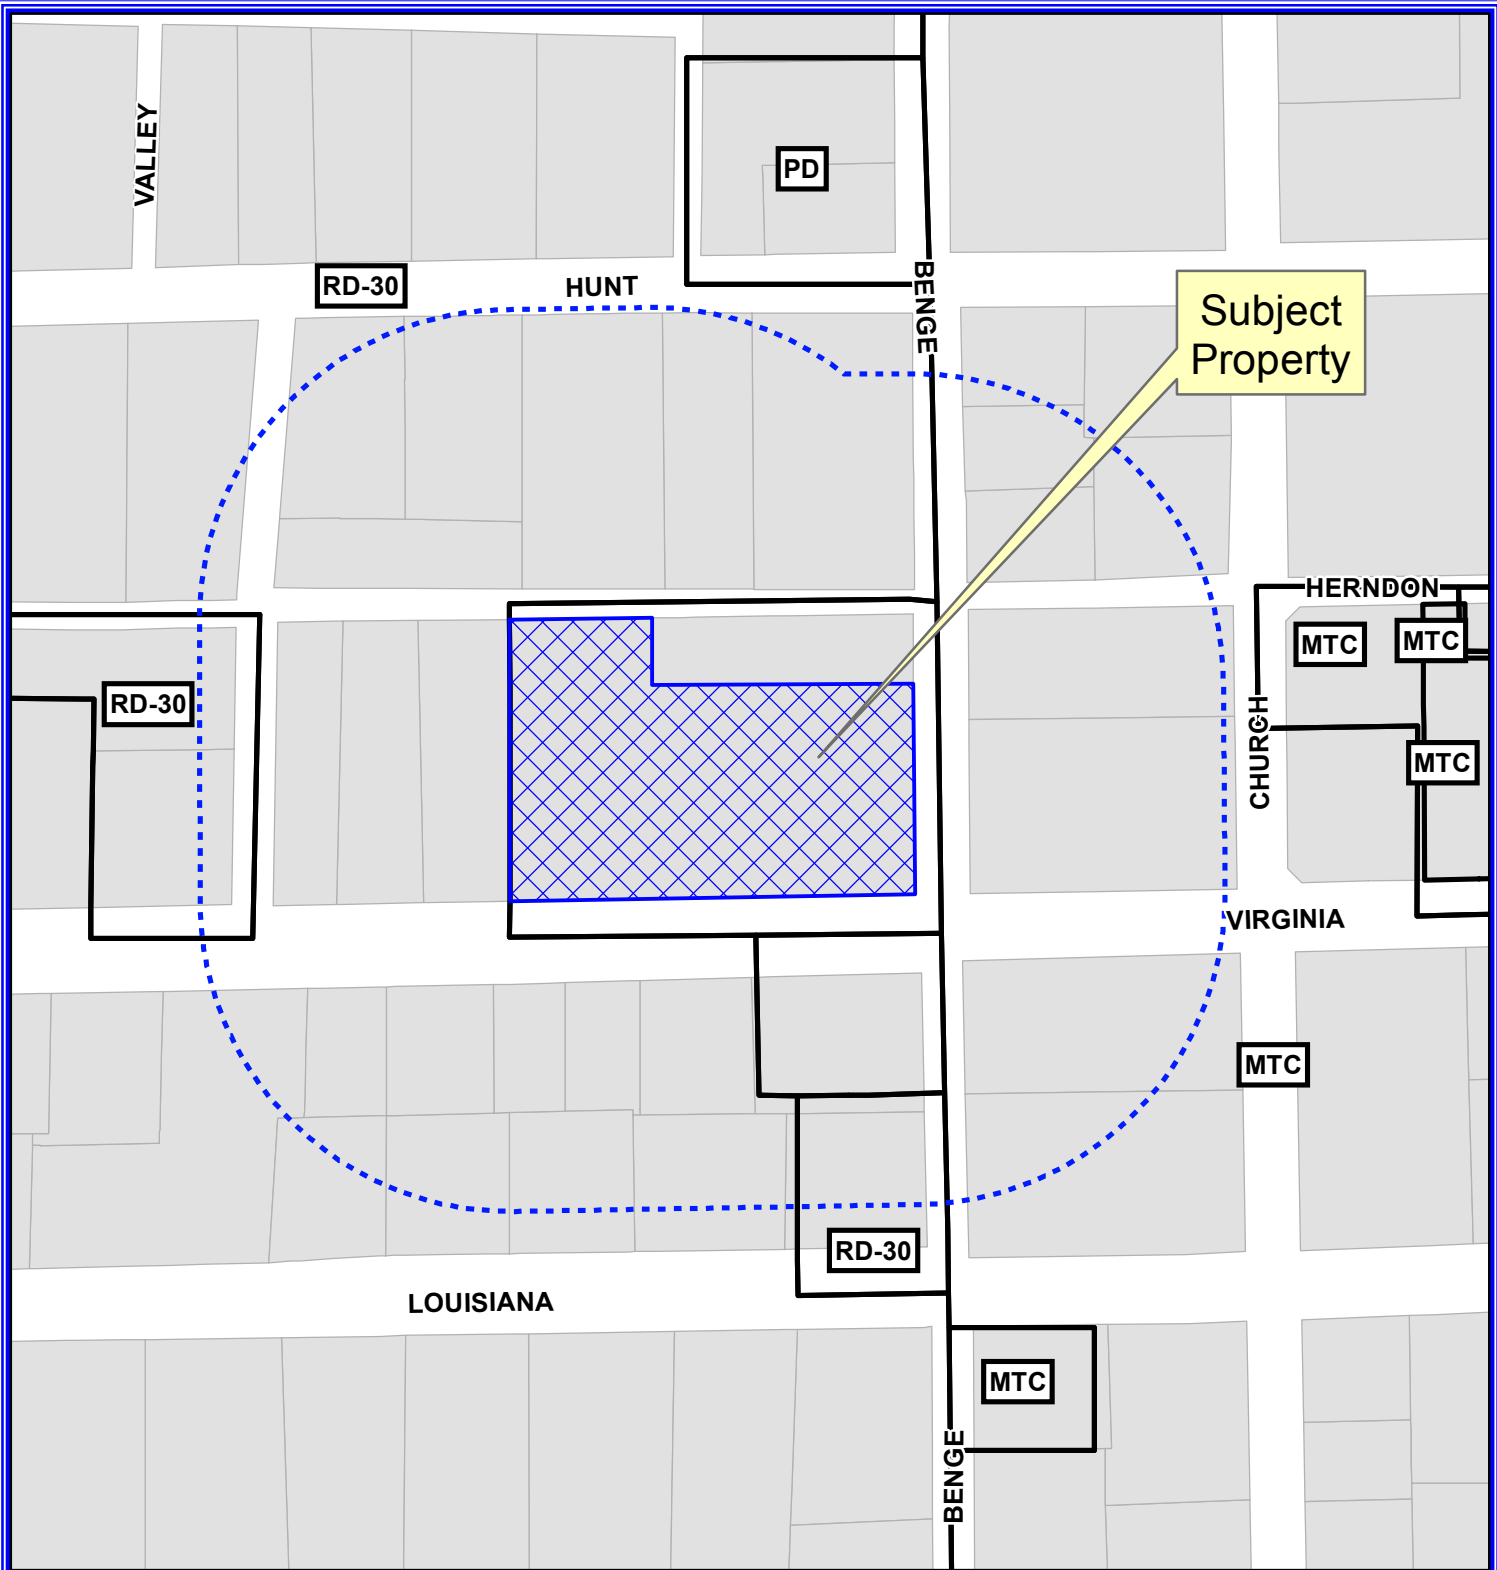 VALLEY
PD
RD-30
HUNT
BENGE
Subject
Property
HERNDON
MTC
MTC
RD-30
CHURCH
MTC
VIRGINIA
MTC
RD-30
LOUISIANA
MTC
BENGE